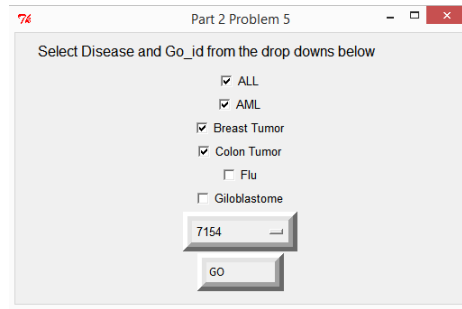 Part 2 Problem 5
Select Disease and Go_id from the drop downs below
ALL
AML
Breast Tumor
Colon Tumor
Flu
Giloblastome
7154
GO